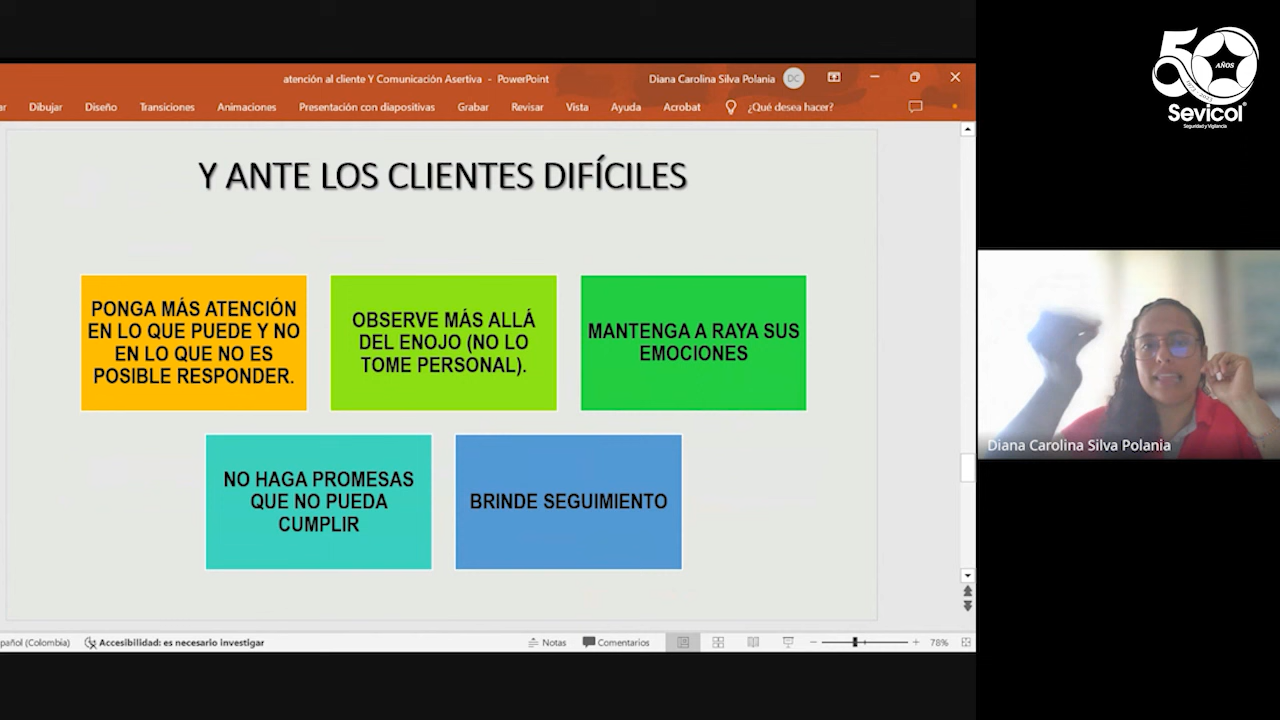 atención al cliente Y Comunicación Asertiva - PowerPoint
Diana Carolina Silva Polania
DC
ar Dibujar Diseño Transiciones Animaciones Presentación con diapositivas Grabar Revisar Vista Ayuda Acrobat ¿Qué desea hacer?
Y ANTE LOS CLIENTES DIFÍCILES
PONGA MÁS ATENCIÓN
EN LO QUE PUEDE Y NO
EN LO QUE NO ES
POSIBLE RESPONDER.
OBSERVE MÁS ALLÁ
DEL ENOJO (NO LO
TOME PERSONAL).
MANTENGA A RAYA SUS
EMOCIONES
NO HAGA PROMESAS
QUE NO PUEDA
CUMPLIR
BRINDE SEGUIMIENTO
pañol (Colombia) Accesibilidad: es necesario investigar
Notas Comentarios 78%
50
AÑOS
Sevicol
Seguridad y Vigilancia
Diana Carolina Silva Polania